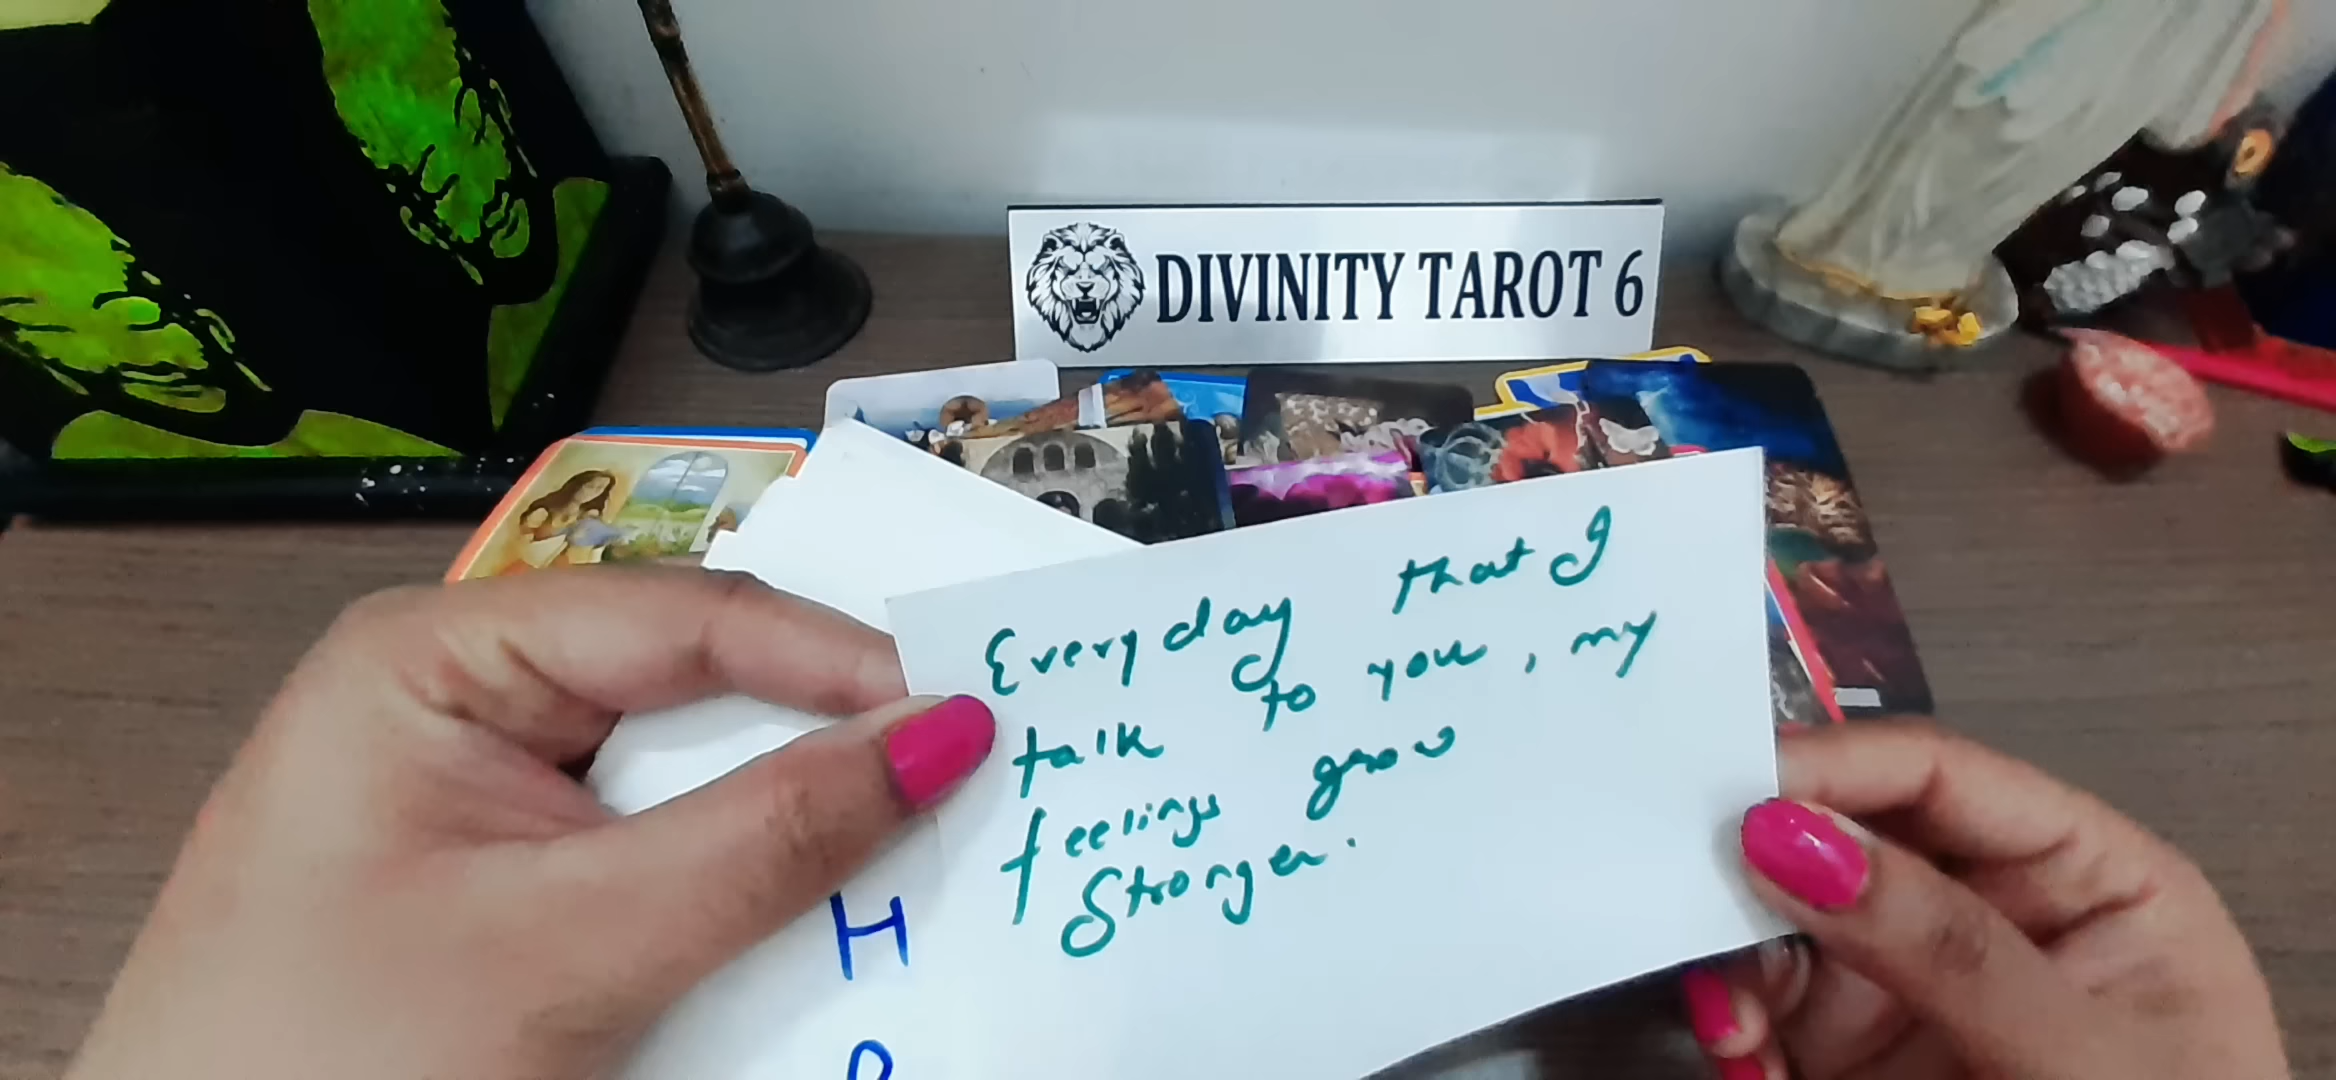 DIVINITY TAROT 6
Everyday that I
talk to you, my
feelings grow
Stronger.
H